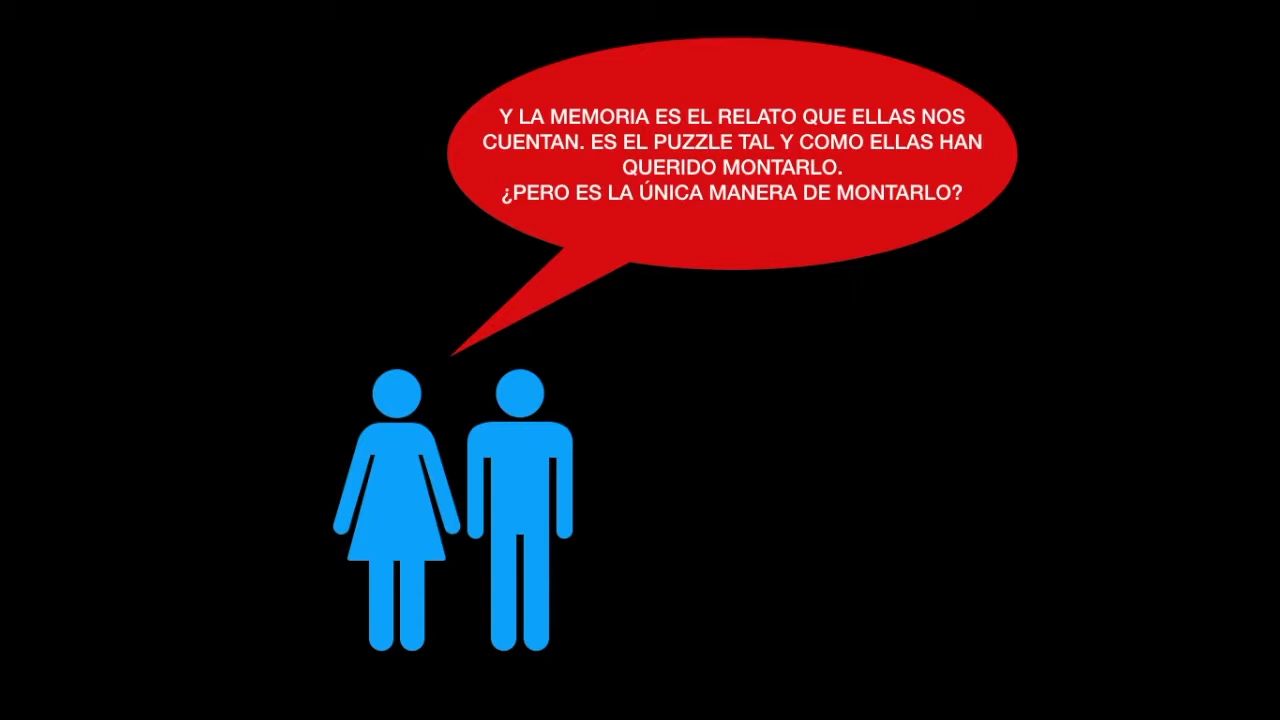 Y LA MEMORIA ES EL RELATO QUE ELLAS NOS
CUENTAN. ES EL PUZZLE TAL Y COMO ELLAS HAN
QUERIDO MONTARLO.
¿PERO ES LA ÚNICA MANERA DE MONTARLO?